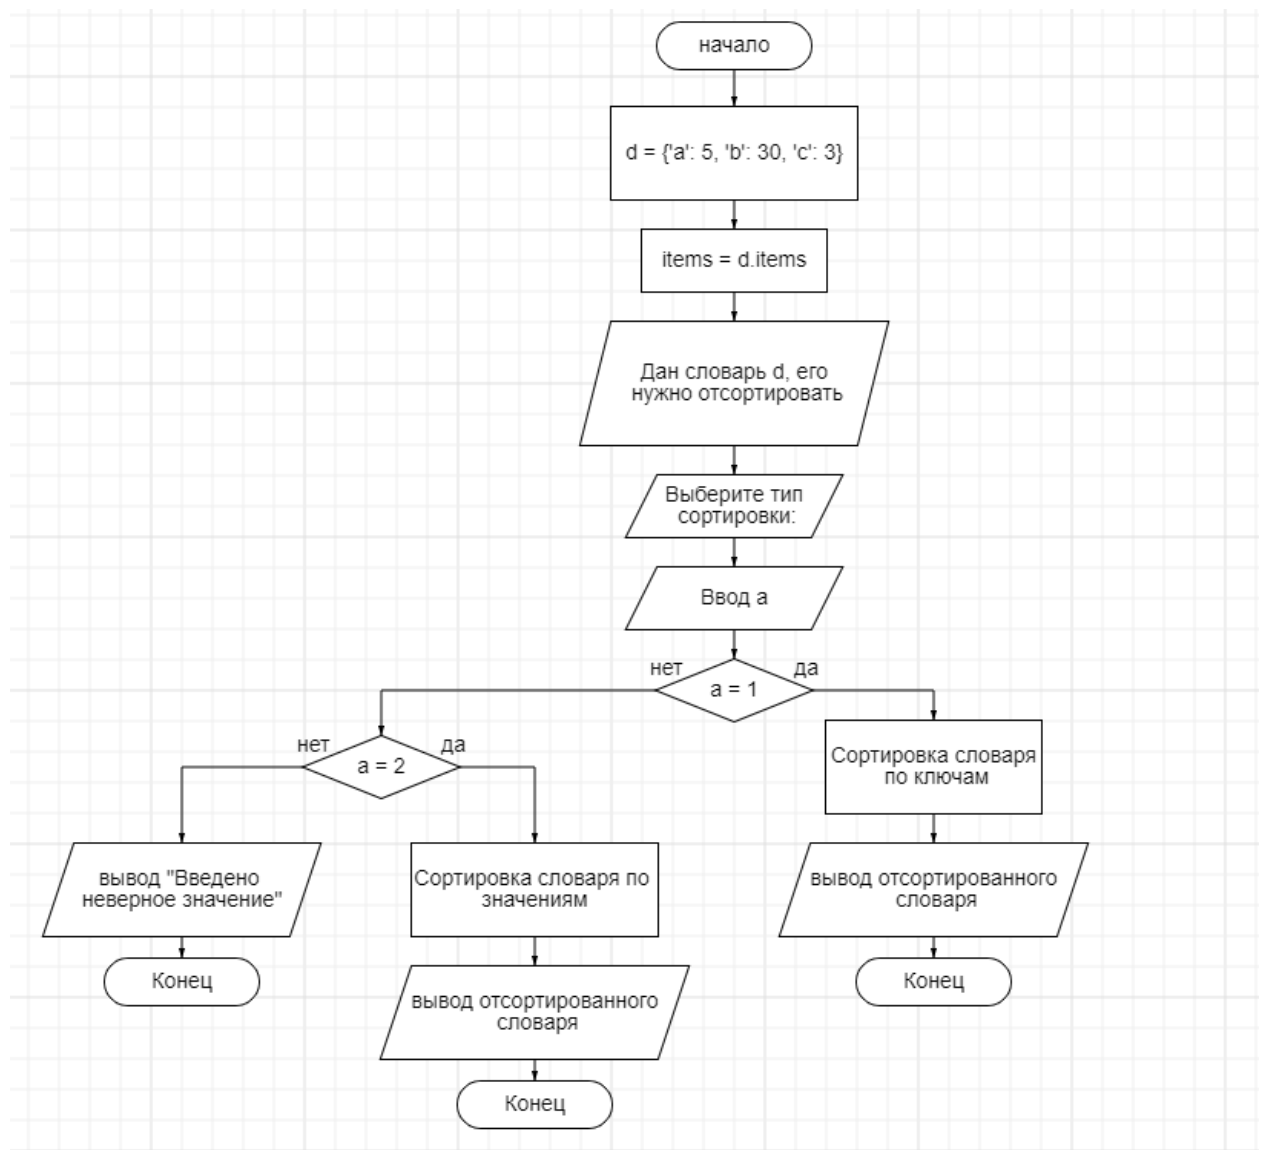 начало
d = {'a': 5, 'b': 30, 'c': 3}
items = d.items
Дан словарь d, его
нужно отсортировать
Выберите тип
сортировки:
Ввод a
нет
да
a = 1
нет
да
a = 2
Сортировка словаря
по ключам
вывод "Введено
неверное значение"
Сортировка словаря по
значениям
вывод отсортированного
словаря
Конец
вывод отсортированного
словаря
Конец
Конец